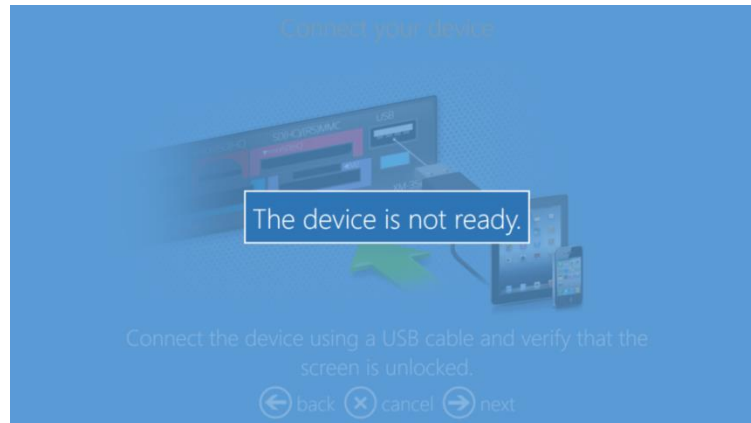 Connect your device
USB
The device is not ready.
Connect the device using a USB cable and verify that the
screen is unlocked.
back cancel next